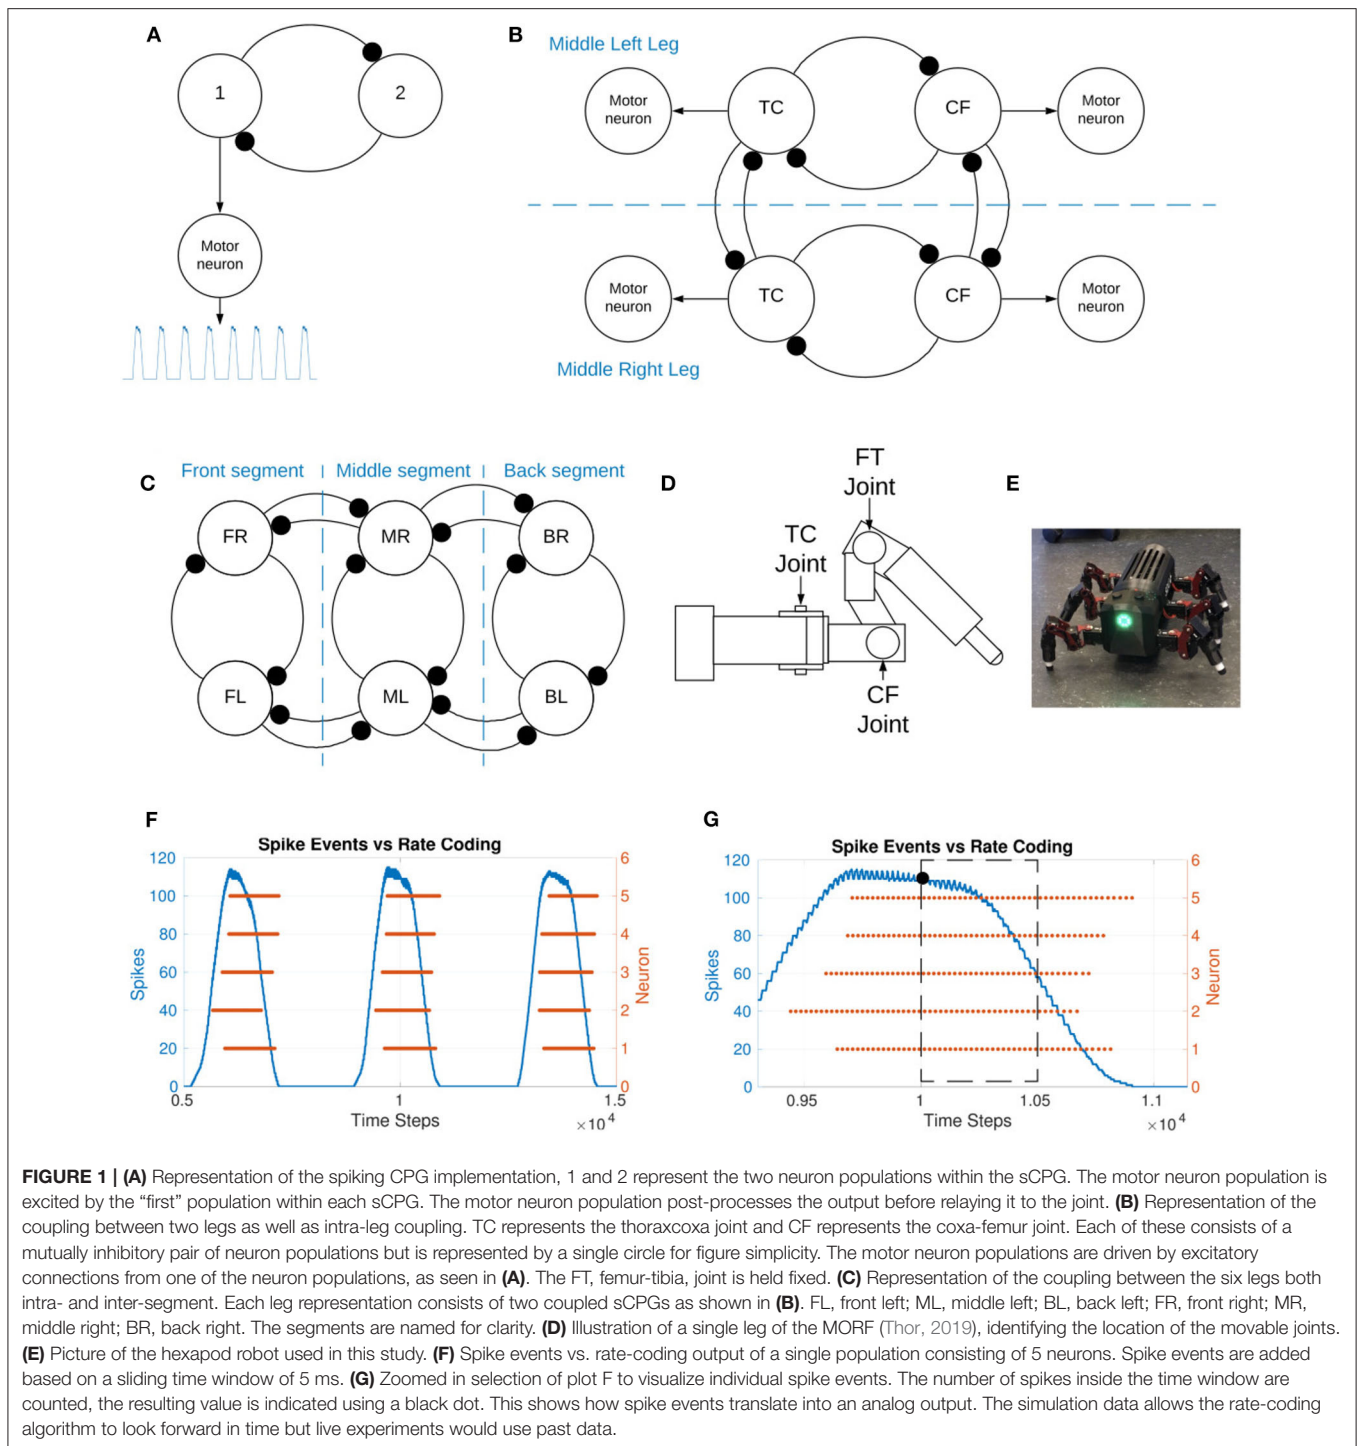 A
1
2
Motor
neuron
B
Middle Left Leg
Motor
neuron
TC
CF
Motor
neuron
Motor
neuron
TC
CF
Motor
neuron
Middle Right Leg
C
Front segment
Middle segment
Back segment
FR
MR
BR
FL
ML
BL
D
FT
Joint
TC
Joint
CF
Joint
E
F
Spike Events vs Rate Coding
120
100
80
60
40
20
0
Spikes
6
5
4
3
2
1
0
Neuron
0.5
1
1.5
Time Steps
×10⁴
G
Spike Events vs Rate Coding
120
100
80
60
40
20
0
Spikes
6
5
4
3
2
1
0
Neuron
0.95
1
1.05
1.1
Time Steps
×10⁴
FIGURE 1 | (A) Representation of the spiking CPG implementation, 1 and 2 represent the two neuron populations within the sCPG. The motor neuron population is
excited by the “first” population within each sCPG. The motor neuron population post-processes the output before relaying it to the joint. (B) Representation of the
coupling between two legs as well as intra-leg coupling. TC represents the thoraxcoxa joint and CF represents the coxa-femur joint. Each of these consists of a
mutually inhibitory pair of neuron populations but is represented by a single circle for figure simplicity. The motor neuron populations are driven by excitatory
connections from one of the neuron populations, as seen in (A). The FT, femur-tibia, joint is held fixed. (C) Representation of the coupling between the six legs both
intra- and inter-segment. Each leg representation consists of two coupled sCPGs as shown in (B). FL, front left; ML, middle left; BL, back left; FR, front right; MR,
middle right; BR, back right. The segments are named for clarity. (D) Illustration of a single leg of the MORF (Thor, 2019), identifying the location of the movable joints.
(E) Picture of the hexapod robot used in this study. (F) Spike events vs. rate-coding output of a single population consisting of 5 neurons. Spike events are added
based on a sliding time window of 5 ms. (G) Zoomed in selection of plot F to visualize individual spike events. The number of spikes inside the time window are
counted, the resulting value is indicated using a black dot. This shows how spike events translate into an analog output. The simulation data allows the rate-coding
algorithm to look forward in time but live experiments would use past data.